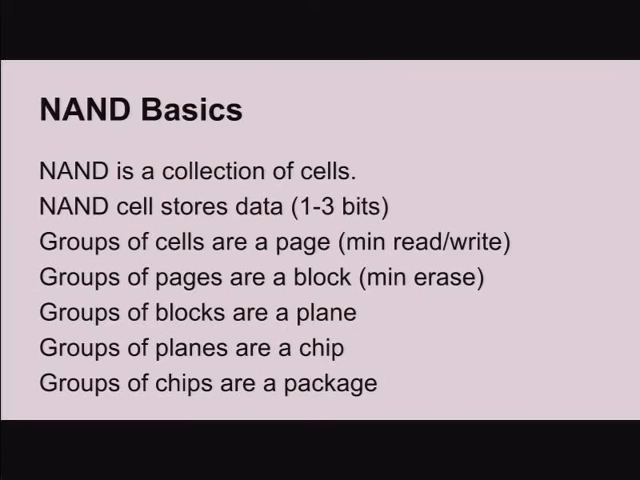 NAND Basics
NAND is a collection of cells.
NAND cell stores data (1-3 bits)
Groups of cells are a page (min read/write)
Groups of pages are a block (min erase)
Groups of blocks are a plane
Groups of planes are a chip
Groups of chips are a package